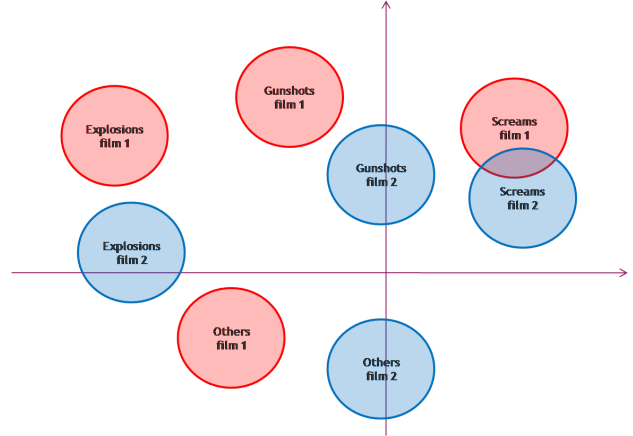 Gunshots
film 1
Explosions
film 1
Screams
film 1
Gunshots
film 2
Screams
film 2
Explosions
film 2
Others
film 1
Others
film 2